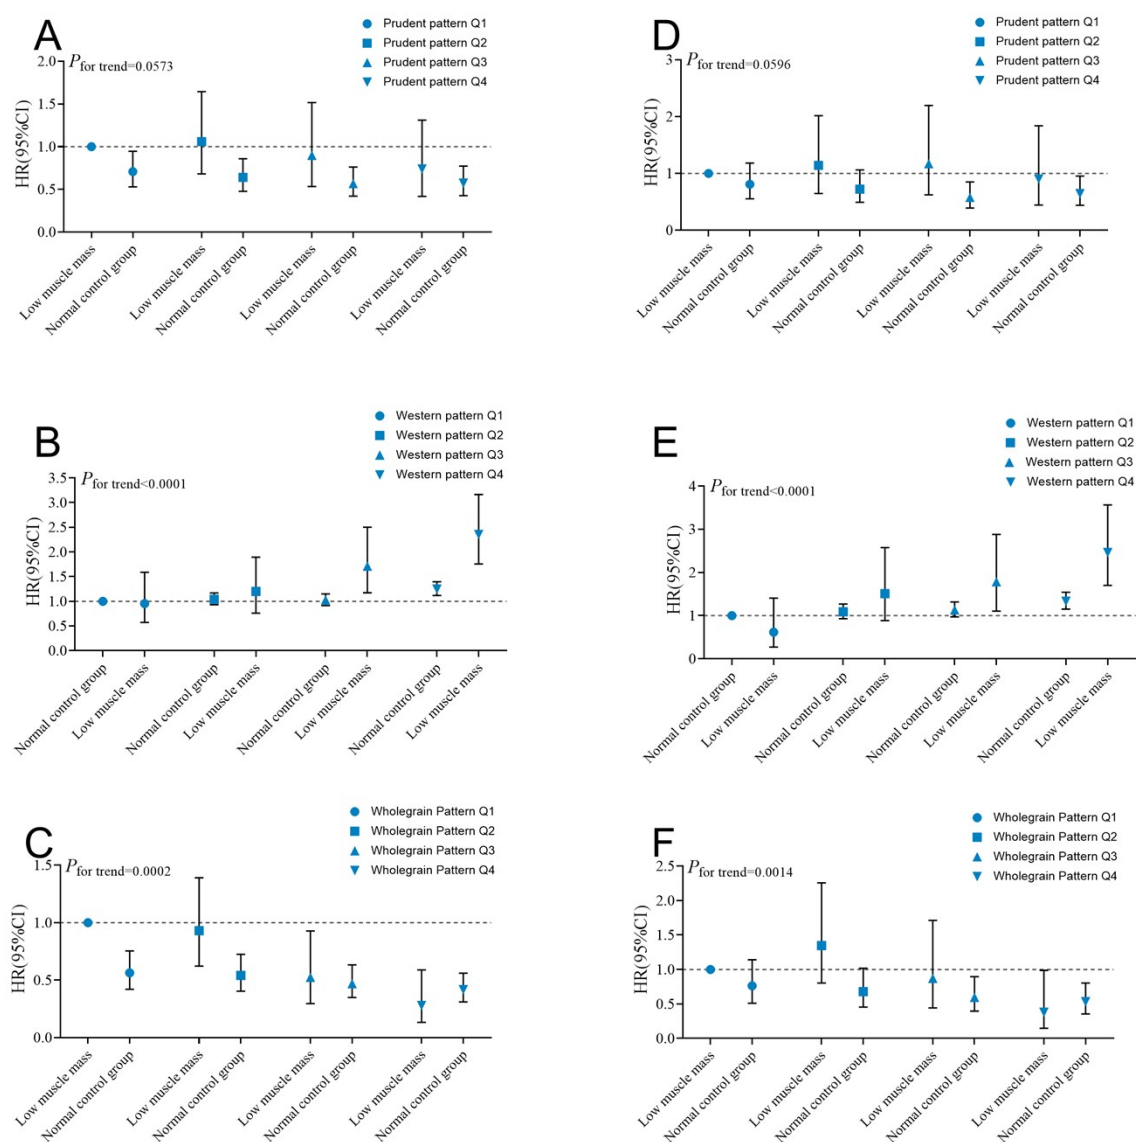 A
Prudent pattern Q1
Prudent pattern Q2
Prudent pattern Q3
Prudent pattern Q4
P for trend=0.0573
HR(95%CI)
2.0
1.5
1.0
0.5
0.0
Low muscle mass
Normal control group
Low muscle mass
Normal control group
Low muscle mass
Normal control group
Low muscle mass
Normal control group
D
Prudent pattern Q1
Prudent pattern Q2
Prudent pattern Q3
Prudent pattern Q4
P for trend=0.0596
HR(95%CI)
3
2
1
0
Low muscle mass
Normal control group
Low muscle mass
Normal control group
Low muscle mass
Normal control group
Low muscle mass
Normal control group
B
Western pattern Q1
Western pattern Q2
Western pattern Q3
Western pattern Q4
P for trend<0.0001
HR(95%CI)
3.5
3.0
2.5
2.0
1.5
1.0
0.5
0.0
Normal control group
Low muscle mass
Normal control group
Low muscle mass
Normal control group
Low muscle mass
Normal control group
Low muscle mass
E
Western pattern Q1
Western pattern Q2
Western pattern Q3
Western pattern Q4
P for trend<0.0001
HR(95%CI)
4
3
2
1
0
Normal control group
Low muscle mass
Normal control group
Low muscle mass
Normal control group
Low muscle mass
Normal control group
Low muscle mass
C
Wholegrain Pattern Q1
Wholegrain Pattern Q2
Wholegrain Pattern Q3
Wholegrain Pattern Q4
P for trend=0.0002
HR(95%CI)
1.5
1.0
0.5
0.0
Low muscle mass
Normal control group
Low muscle mass
Normal control group
Low muscle mass
Normal control group
Low muscle mass
Normal control group
F
Wholegrain Pattern Q1
Wholegrain Pattern Q2
Wholegrain Pattern Q3
Wholegrain Pattern Q4
P for trend=0.0014
HR(95%CI)
2.5
2.0
1.5
1.0
0.5
0.0
Low muscle mass
Normal control group
Low muscle mass
Normal control group
Low muscle mass
Normal control group
Low muscle mass
Normal control group